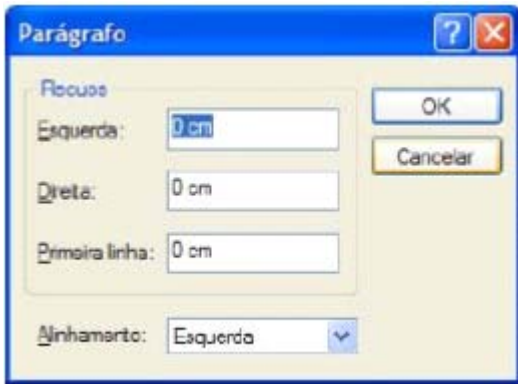 Parágrafo
Recuos
Esquerda: 0 cm
OK
Cancelar
Direita: 0 cm
Primeira linha: 0 cm
Alinhamento: Esquerda